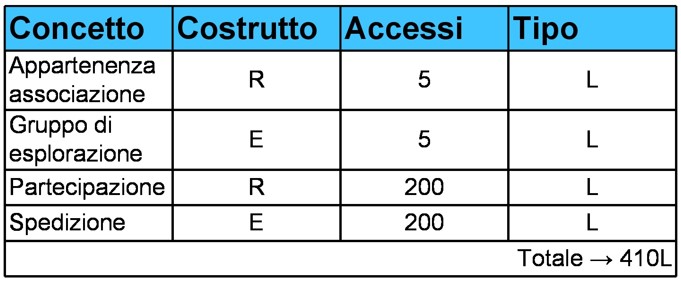 Concetto Costrutto Accessi Tipo
Appartenenza
associazione R 5 L
Gruppo di
esplorazione E 5 L
Partecipazione R 200 L
Spedizione E 200 L
Totale → 410L